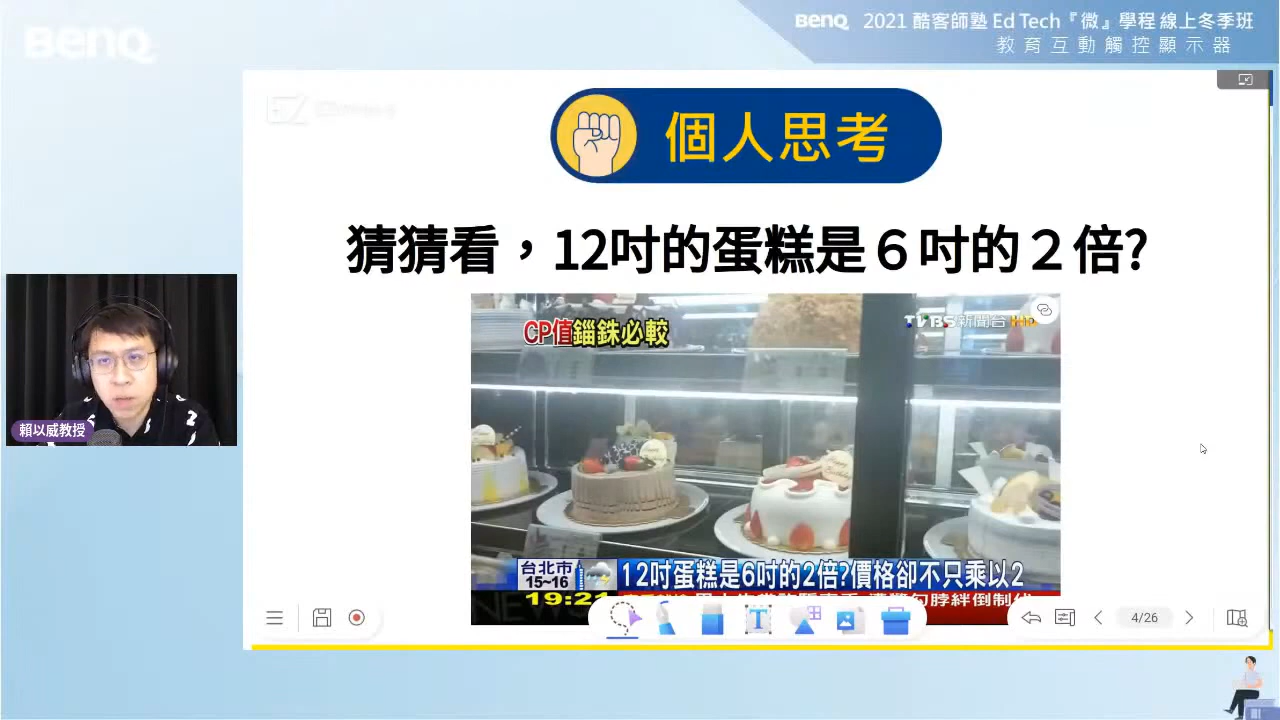 BenQ
BenQ 2021 酷客師塾 Ed Tech『微』學程 線上冬季班
教育互動觸控顯示器
EZ
個人思考
猜猜看，12吋的蛋糕是６吋的２倍?
CP值錙銖必較
TVBS新聞台 HD
賴以威教授
台北市
15~16
12吋蛋糕是6吋的2倍?價格卻不只乘以2
19:21
T
4/26